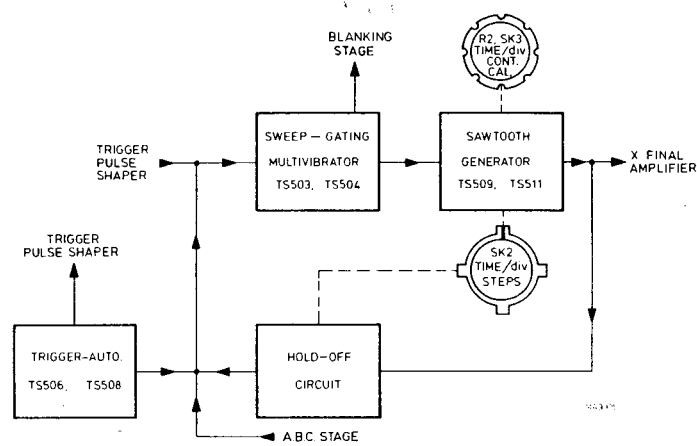 BLANKING
STAGE
R2, SK3
TIME/div
CONT.
CAL.
TRIGGER
PULSE
SHAPER
SWEEP – GATING
MULTIVIBRATOR
TS503, TS504
SAWTOOTH
GENERATOR
TS509, TS511
X FINAL
AMPLIFIER
TRIGGER
PULSE SHAPER
SK2
TIME/div
STEPS
TRIGGER-AUTO.
TS506, TS508
HOLD-OFF
CIRCUIT
A.B.C. STAGE